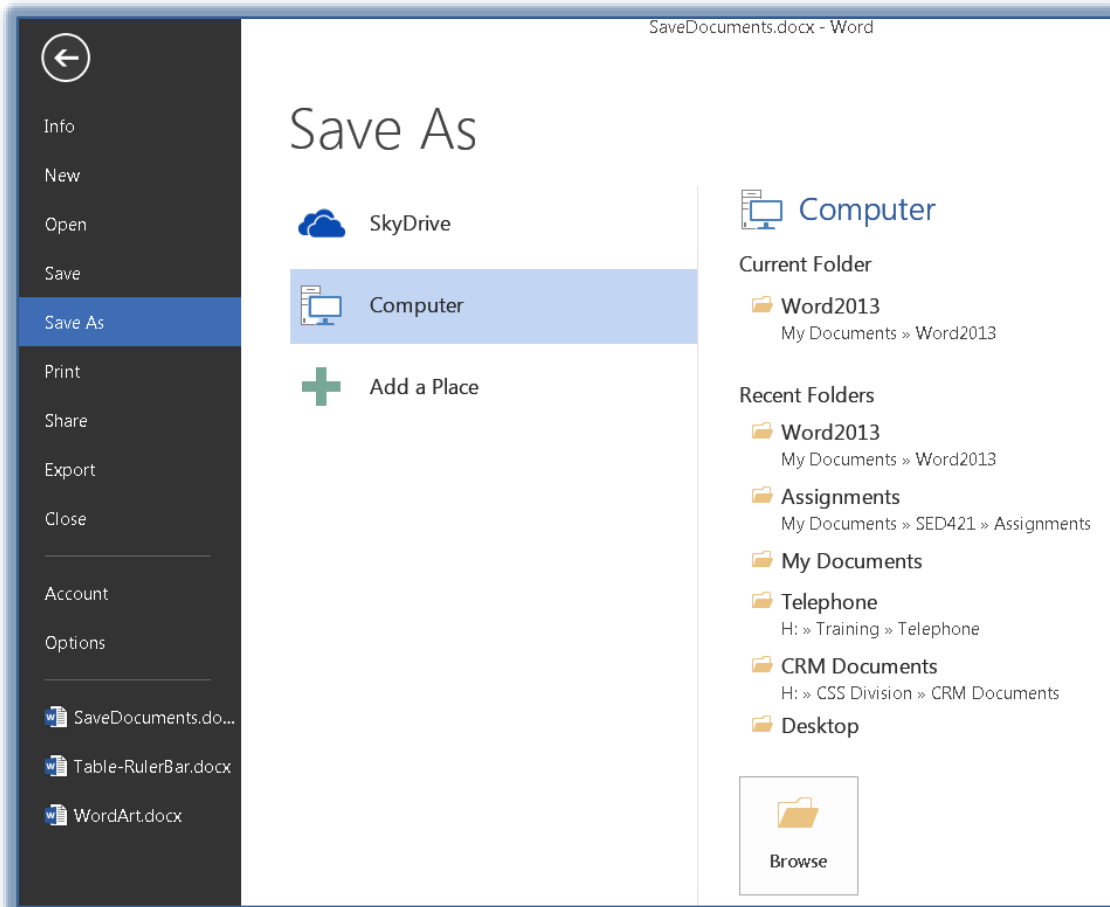 SaveDocuments.docx - Word
Info
New
Open
Save
Save As
Print
Share
Export
Close
Account
Options
SaveDocuments.do...
Table-RulerBar.docx
WordArt.docx
Save As
SkyDrive
Computer
Add a Place
Computer
Current Folder
Word2013
My Documents » Word2013
Recent Folders
Word2013
My Documents » Word2013
Assignments
My Documents » SED421 » Assignments
My Documents
Telephone
H: » Training » Telephone
CRM Documents
H: » CSS Division » CRM Documents
Desktop
Browse